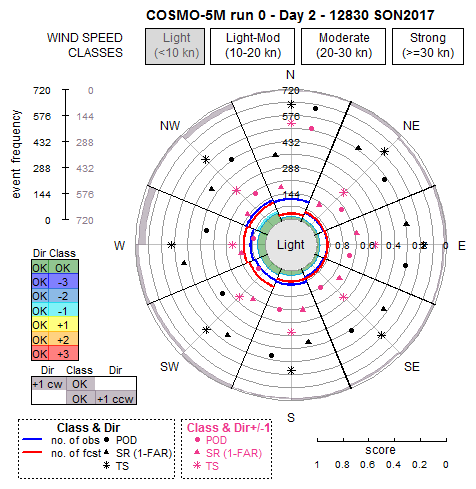 COSMO-5M run 0 - Day 2 - 12830 SON2017
WIND SPEED CLASSES
Light (<10 kn)
Light-Mod (10-20 kn)
Moderate (20-30 kn)
Strong (>=30 kn)
N
NE
E
SE
S
SW
W
NW
event frequency
720 0
576 144
432 288
288 432
144 576
0 720
720
576
432
288
144
Light
0.8 0.6 0.4 0.2 0
Dir Class
OK OK
OK -3
OK -2
OK -1
OK +1
OK +2
OK +3
Dir Class Dir
+1 cw OK
OK +1 ccw
Class & Dir
no. of obs POD
no. of fcst SR (1-FAR)
TS
Class & Dir+/-1
POD
SR (1-FAR)
TS
1 0.8 0.6 0.4 0.2 0
score